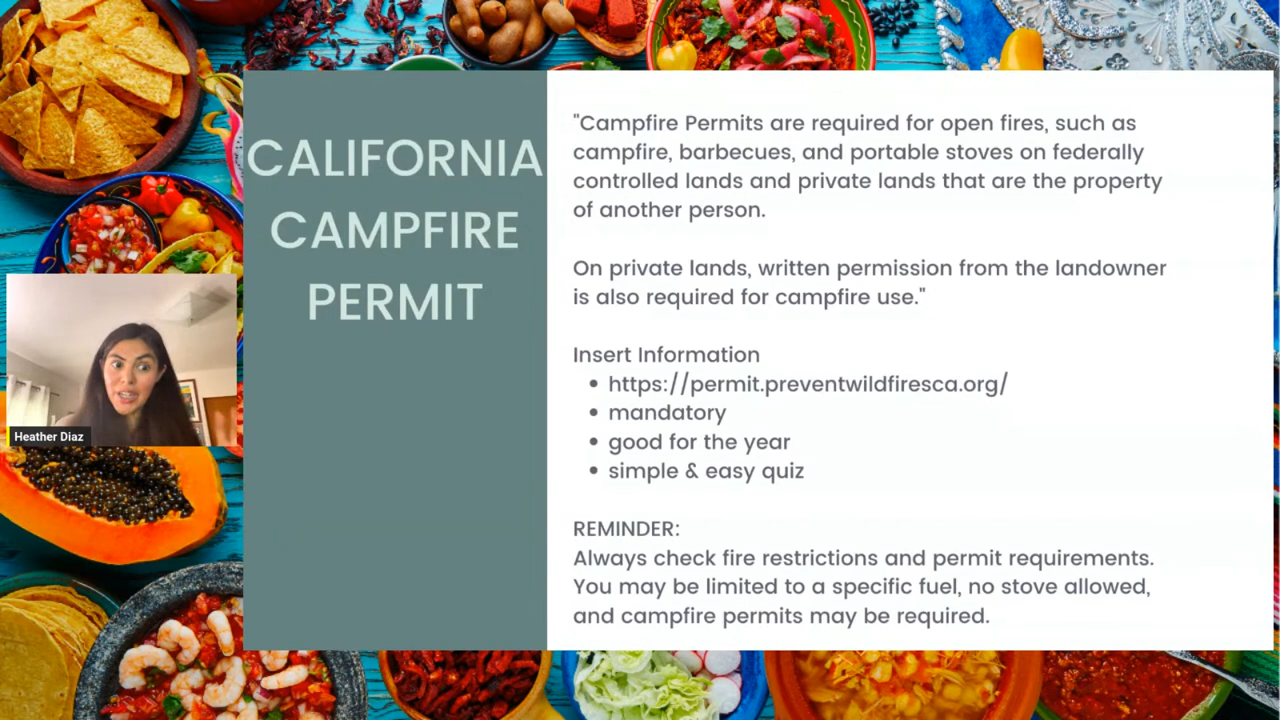 CALIFORNIA
CAMPFIRE
PERMIT
"Campfire Permits are required for open fires, such as
campfire, barbecues, and portable stoves on federally
controlled lands and private lands that are the property
of another person.
On private lands, written permission from the landowner
is also required for campfire use."
Insert Information
• https://permit.preventwildfiresca.org/
• mandatory
• good for the year
• simple & easy quiz
REMINDER:
Always check fire restrictions and permit requirements.
You may be limited to a specific fuel, no stove allowed,
and campfire permits may be required.
Heather Diaz